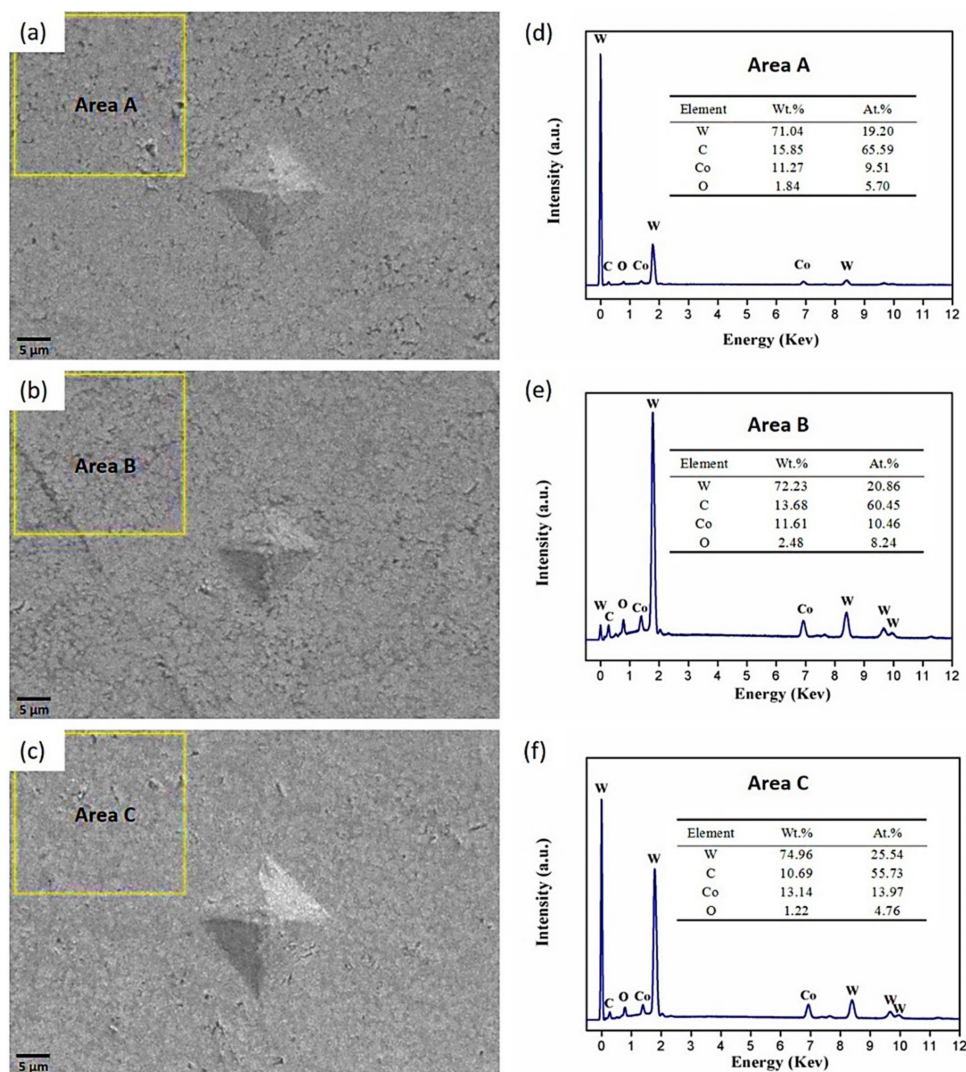 (a)
Area A
5 µm
(d)
Area A
Element Wt.% At.%
W 71.04 19.20
C 15.85 65.59
Co 11.27 9.51
O 1.84 5.70
W
W
C O Co
Co W
Intensity (a.u.)
0 1 2 3 4 5 6 7 8 9 10 11 12
Energy (Kev)
(b)
Area B
5 µm
(e)
W
Area B
Element Wt.% At.%
W 72.23 20.86
C 13.68 60.45
Co 11.61 10.46
O 2.48 8.24
W C O Co
Co W W W
Intensity (a.u.)
0 1 2 3 4 5 6 7 8 9 10 11 12
Energy (Kev)
(c)
Area C
5 µm
(f)
W
Area C
Element Wt.% At.%
W 74.96 25.54
C 10.69 55.73
Co 13.14 13.97
O 1.22 4.76
W
C O Co
Co W W W
Intensity (a.u.)
0 1 2 3 4 5 6 7 8 9 10 11 12
Energy (Kev)